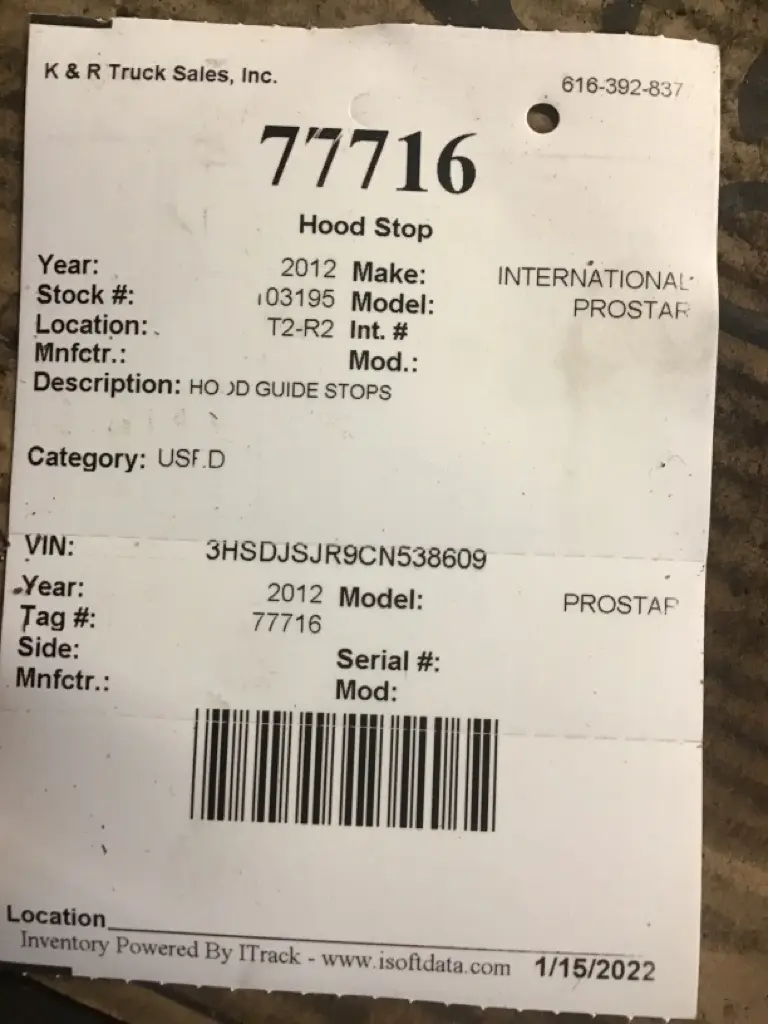 K & R Truck Sales, Inc. 616-392-837
77716
Hood Stop
Year: 2012 Make: INTERNATIONAL
Stock #: 103195 Model: PROSTAR
Location: T2-R2 Int. #
Mnfctr.: Mod.:
Description: HOOD GUIDE STOPS
Category: USED
VIN: 3HSDJSJR9CN538609
Year: 2012 Model: PROSTAR
Tag #: 77716
Side: Serial #:
Mnfctr.: Mod:
Location
Inventory Powered By ITrack - www.isoftdata.com 1/15/2022